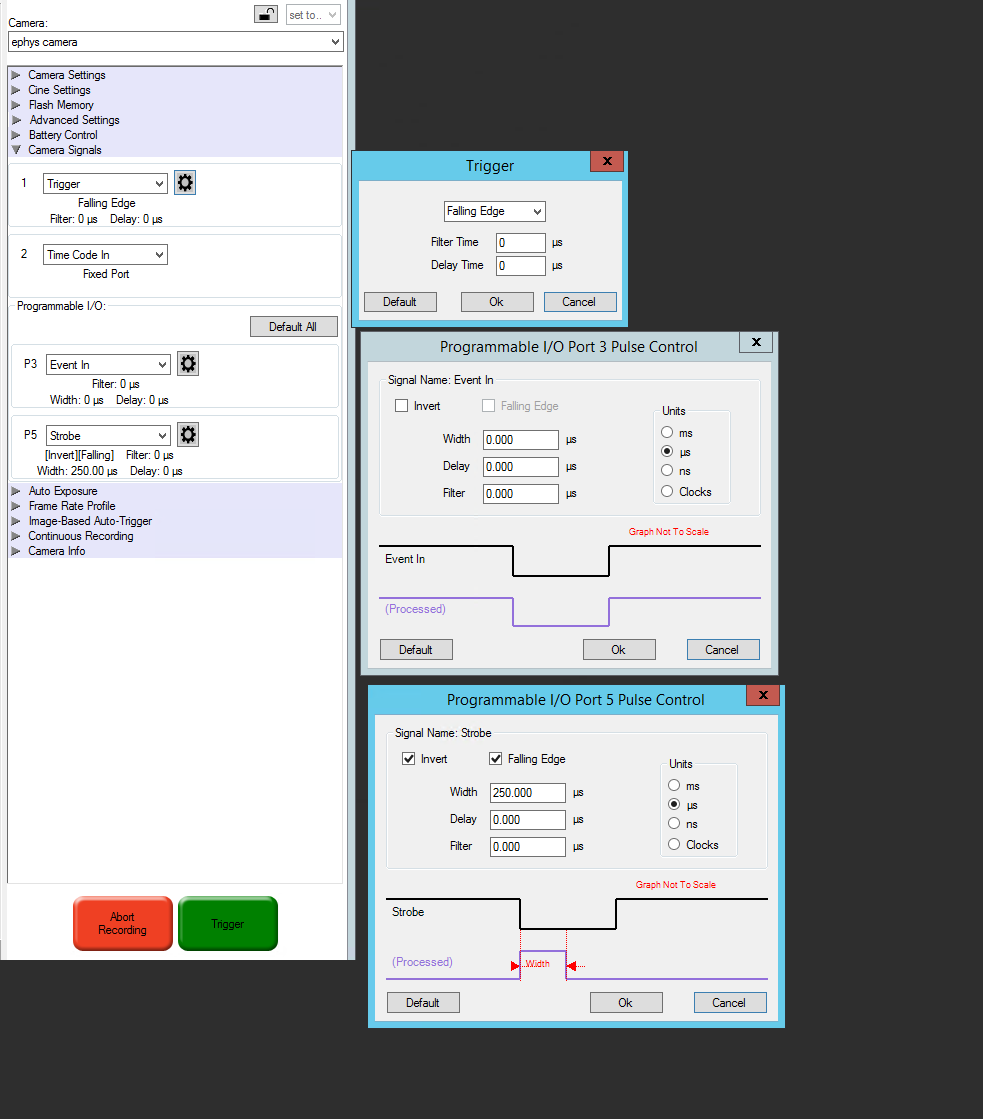 set to..
Camera:
ephys camera
Camera Settings
Cine Settings
Flash Memory
Advanced Settings
Battery Control
Camera Signals
1 Trigger
Falling Edge
Filter: 0 µs Delay: 0 µs
2 Time Code In
Fixed Port
Programmable I/O:
Default All
P3 Event In
Filter: 0 µs
Width: 0 µs Delay: 0 µs
P5 Strobe
[Invert][Falling] Filter: 0 µs
Width: 250.00 µs Delay: 0 µs
Auto Exposure
Frame Rate Profile
Image-Based Auto-Trigger
Continuous Recording
Camera Info
Abort
Recording
Trigger
Trigger X
Falling Edge
Filter Time 0 µs
Delay Time 0 µs
Default Ok Cancel
Programmable I/O Port 3 Pulse Control X
Signal Name: Event In
Invert Falling Edge
Width 0.000 µs
Delay 0.000 µs
Filter 0.000 µs
Units
ms
µs
ns
Clocks
Graph Not To Scale
Event In
(Processed)
Default Ok Cancel
Programmable I/O Port 5 Pulse Control X
Signal Name: Strobe
Invert Falling Edge
Width 250.000 µs
Delay 0.000 µs
Filter 0.000 µs
Units
ms
µs
ns
Clocks
Graph Not To Scale
Strobe
(Processed)
Width
Default Ok Cancel